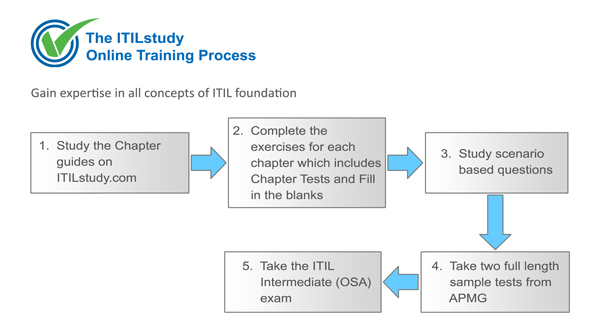 The ITILstudy
Online Training Process
Gain expertise in all concepts of ITIL foundation
1. Study the Chapter
guides on
ITILstudy.com
2. Complete the
exercises for each
chapter which includes
Chapter Tests and Fill
in the blanks
3. Study scenario
based questions
4. Take two full length
sample tests from
APMG
5. Take the ITIL
Intermediate (OSA)
exam